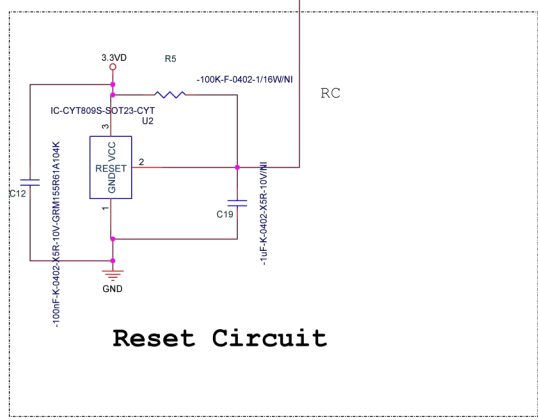 3.3VD
R5
-100K-F-0402-1/16W/NI
RC
IC-CYT809S-SOT23-CYT
U2
3
VCC
RESET
2
GND
1
C12
-100nF-K-0402-X5R-10V-GRM155R61A104K
C19
-1uF-K-0402-X5R-10V/NI
GND
Reset Circuit